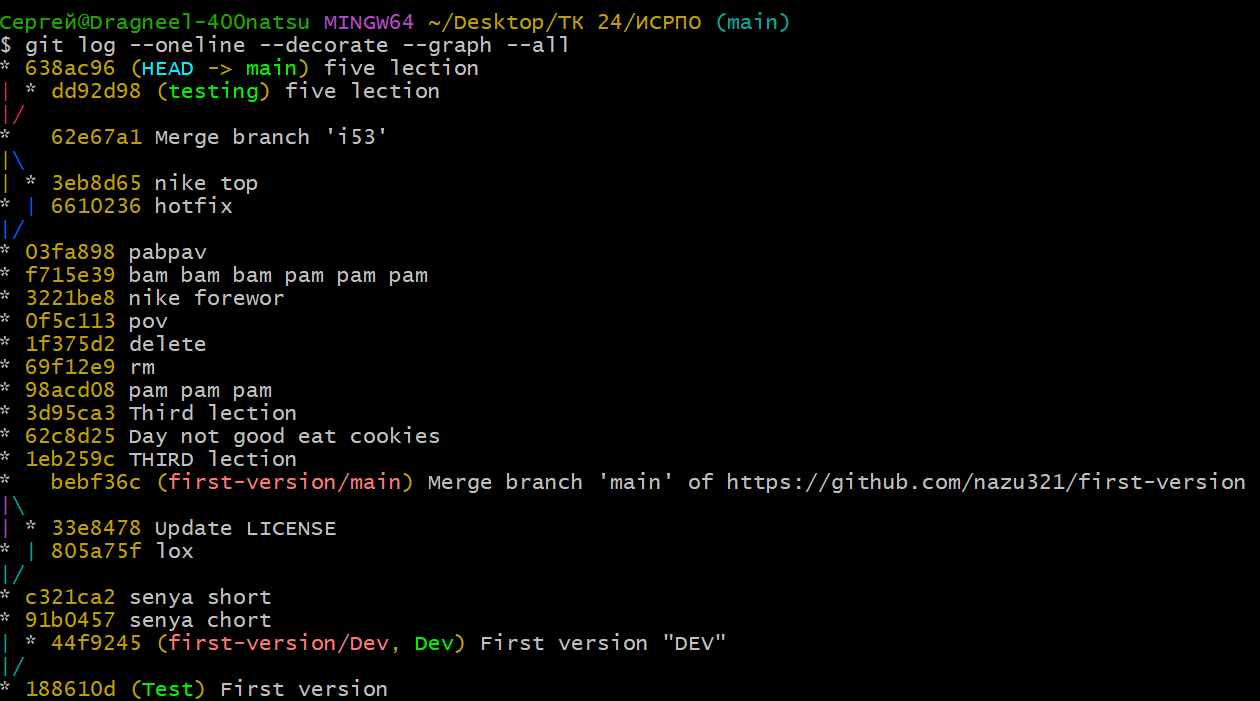 сергей@Dragneel-400natsu MINGW64 ~/Desktop/ТК 24/ИСРПО (main)
$ git log --oneline --decorate --graph --all
* 638ac96 (HEAD -> main) five lection
| * dd92d98 (testing) five lection
|/
*   62e67a1 Merge branch 'i53'
|\
| * 3eb8d65 nike top
* | 6610236 hotfix
|/
* 03fa898 pabpav
* f715e39 bam bam bam pam pam pam
* 3221be8 nike forewor
* 0f5c113 pov
* 1f375d2 delete
* 69f12e9 rm
* 98acd08 pam pam pam
* 3d95ca3 Third lection
* 62c8d25 Day not good eat cookies
* 1eb259c THIRD lection
*   bebf36c (first-version/main) Merge branch 'main' of https://github.com/nazu321/first-version
|\
| * 33e8478 Update LICENSE
* | 805a75f lox
|/
* c321ca2 senya short
* 91b0457 senya chort
| * 44f9245 (first-version/Dev, Dev) First version "DEV"
|/
* 188610d (Test) First version